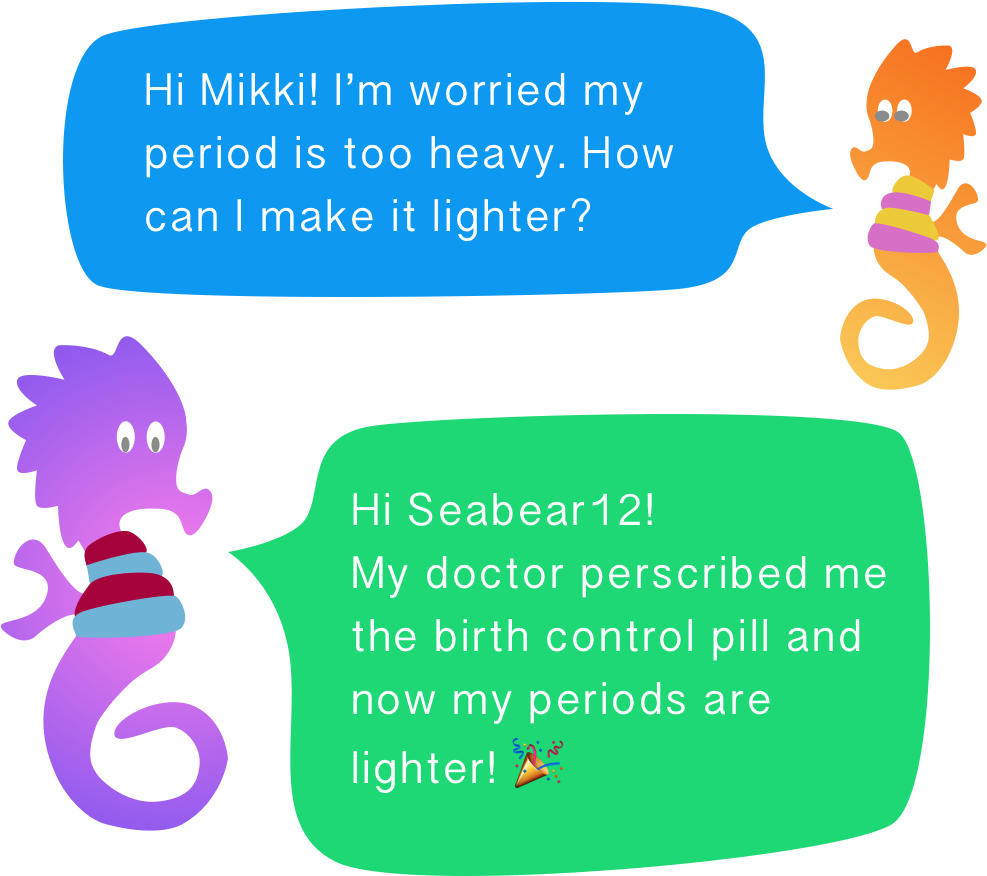 Hi Mikki! I’m worried my
period is too heavy. How
can I make it lighter?
Hi Seabear12!
My doctor perscribed me
the birth control pill and
now my periods are
lighter! 🎉